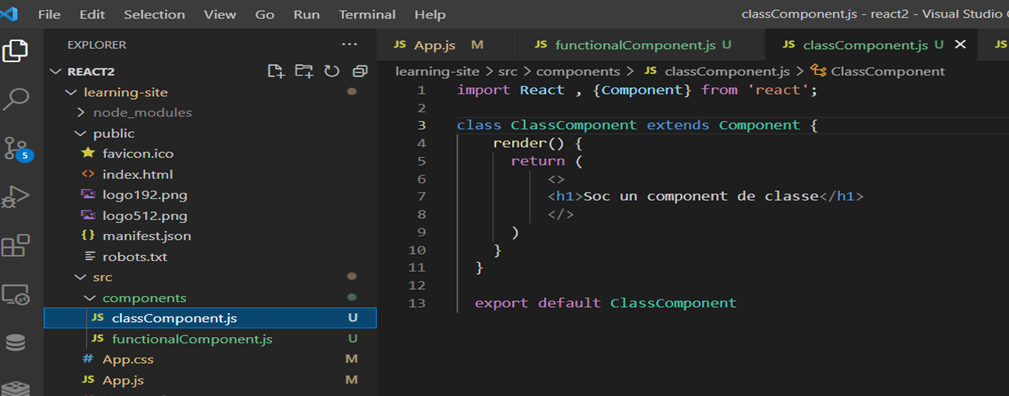 File Edit Selection View Go Run Terminal Help classComponent.js - react2 - Visual Studio
EXPLORER ...
JS App.js M JS functionalComponent.js U JS classComponent.js U JS
REACT2
learning-site > src > components > JS classComponent.js > ClassComponent
learning-site
node_modules
public
favicon.ico
<> index.html
logo192.png
logo512.png
{} manifest.json
robots.txt
src
components
JS classComponent.js U
JS functionalComponent.js U
# App.css M
JS App.js M
5
1 import React , {Component} from 'react';
2
3 class ClassComponent extends Component {
4 render() {
5 return (
6 <>
7 <h1>Soc un component de classe</h1>
8 </>
9 )
10 }
11 }
12
13 export default ClassComponent